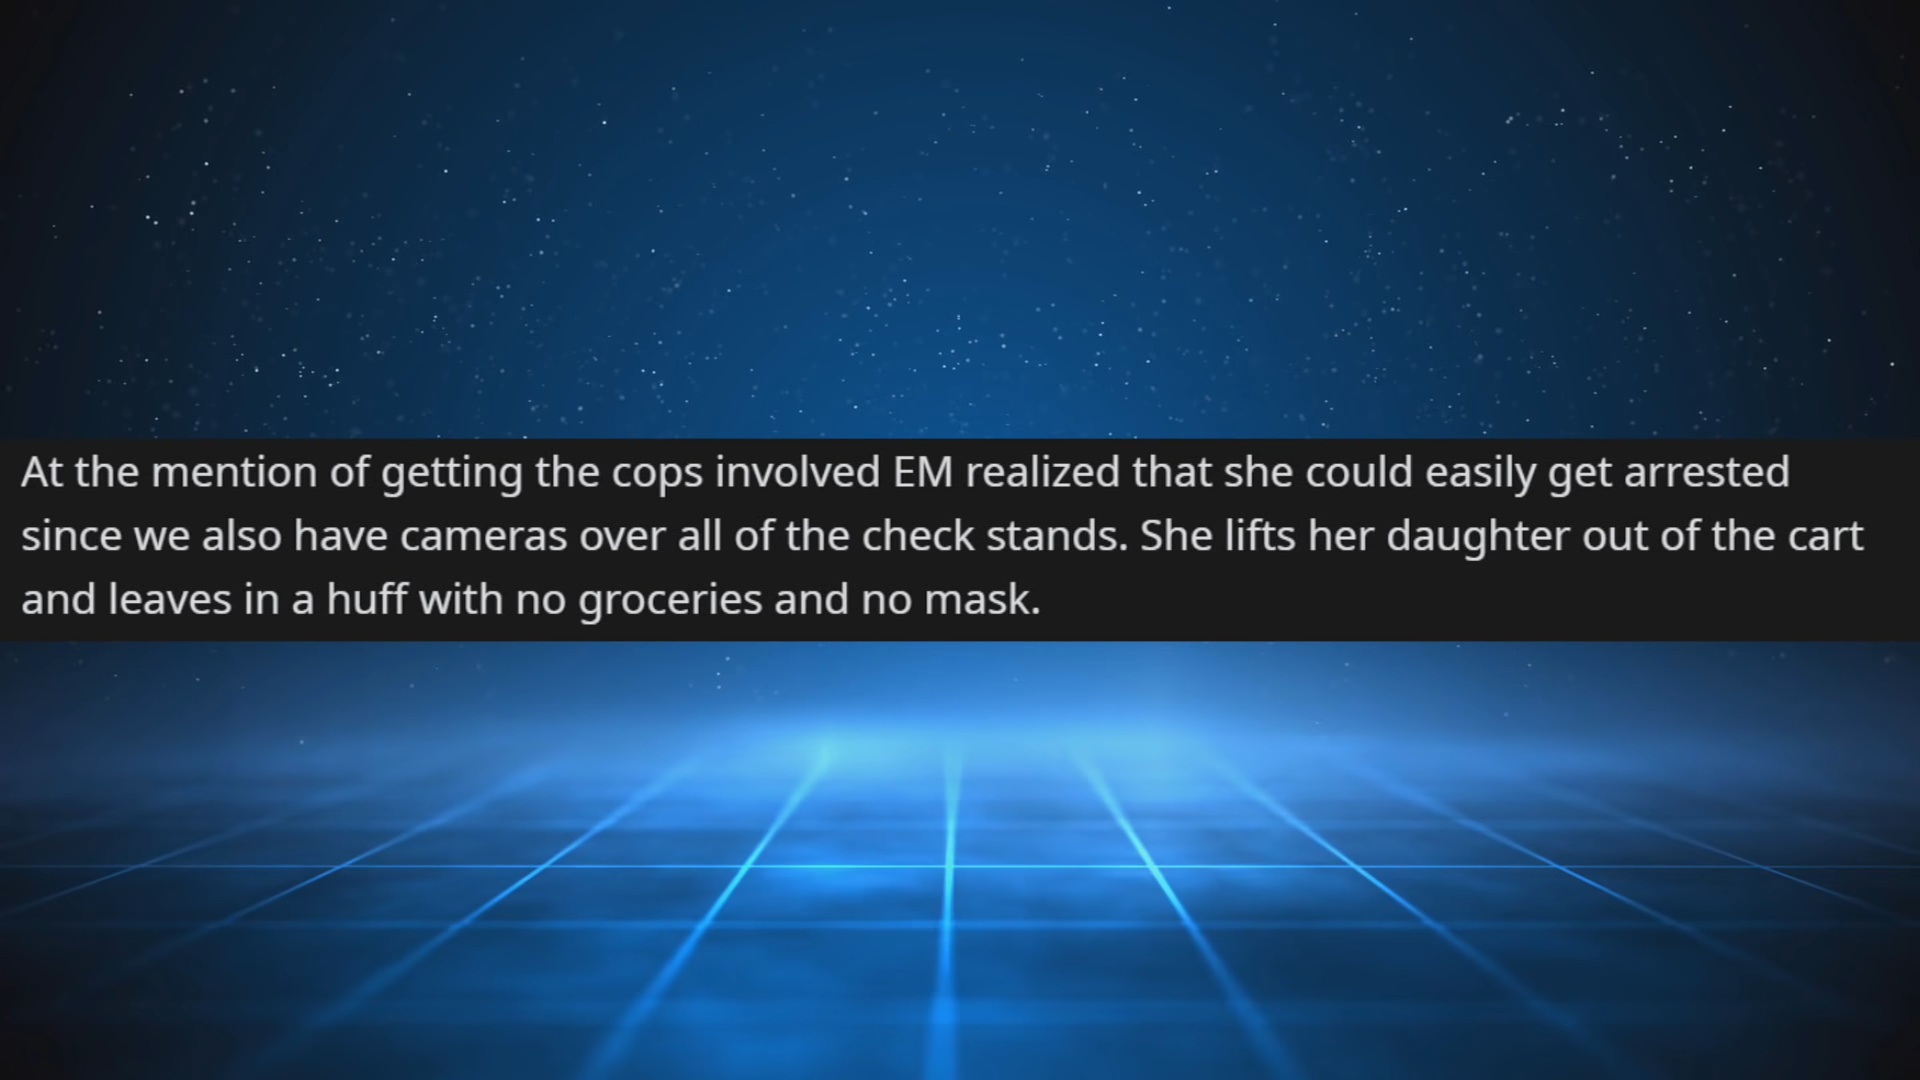 At the mention of getting the cops involved EM realized that she could easily get arrested
since we also have cameras over all of the check stands. She lifts her daughter out of the cart
and leaves in a huff with no groceries and no mask.